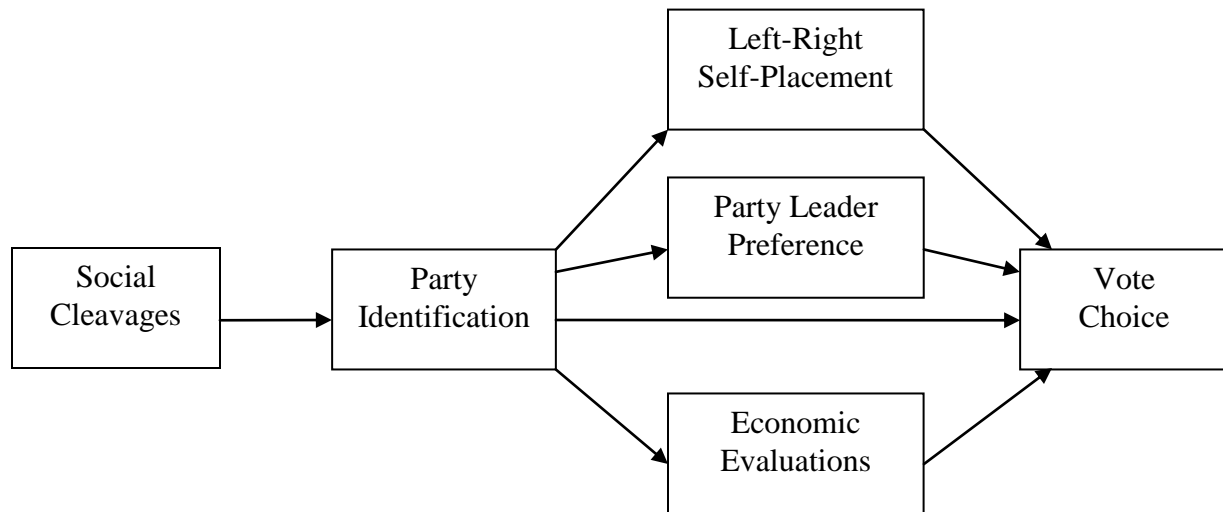 Left-Right
Self-Placement
Party Leader
Preference
Social
Cleavages
Party
Identification
Vote
Choice
Economic
Evaluations